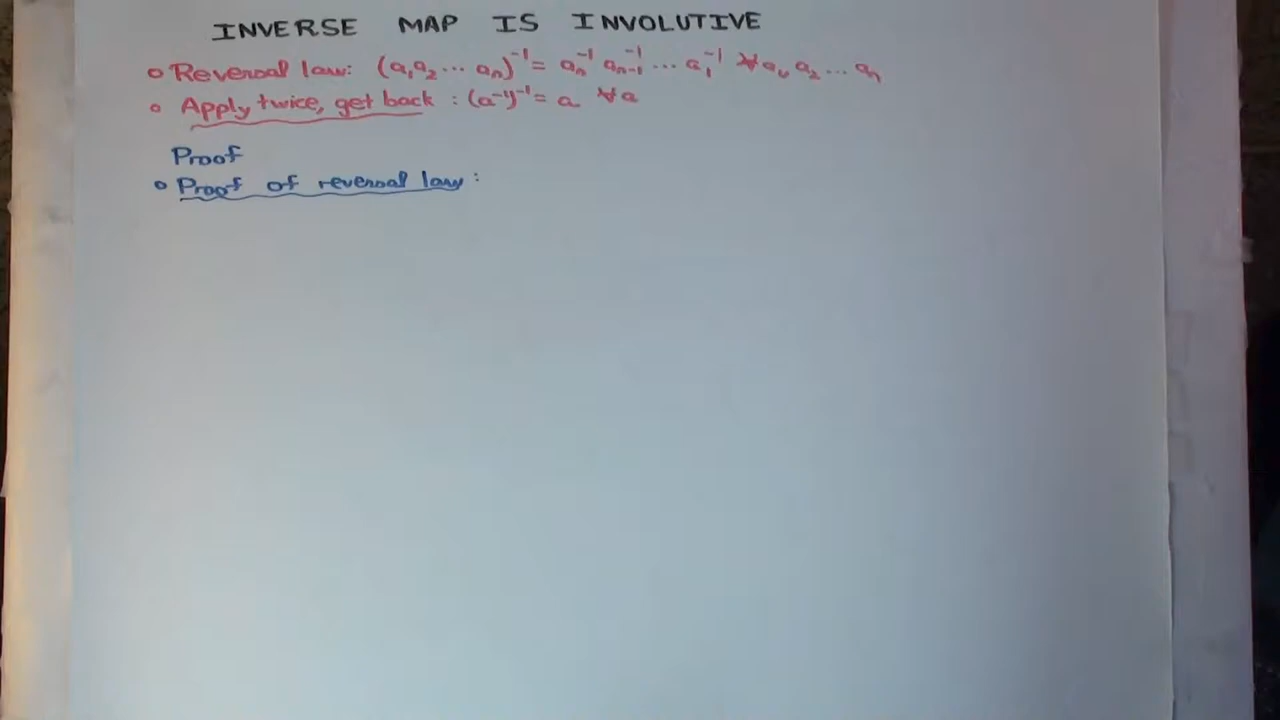 INVERSE MAP IS INVOLUTIVE
o Reversal law: (a₁a₂ ... aₙ)⁻¹ = aₙ⁻¹ aₙ₋₁⁻¹ ... a₁⁻¹ ∀ a₁, a₂ ... aₙ
o Apply twice, get back : (a⁻¹)⁻¹ = a ∀a
Proof
o Proof of reversal law :